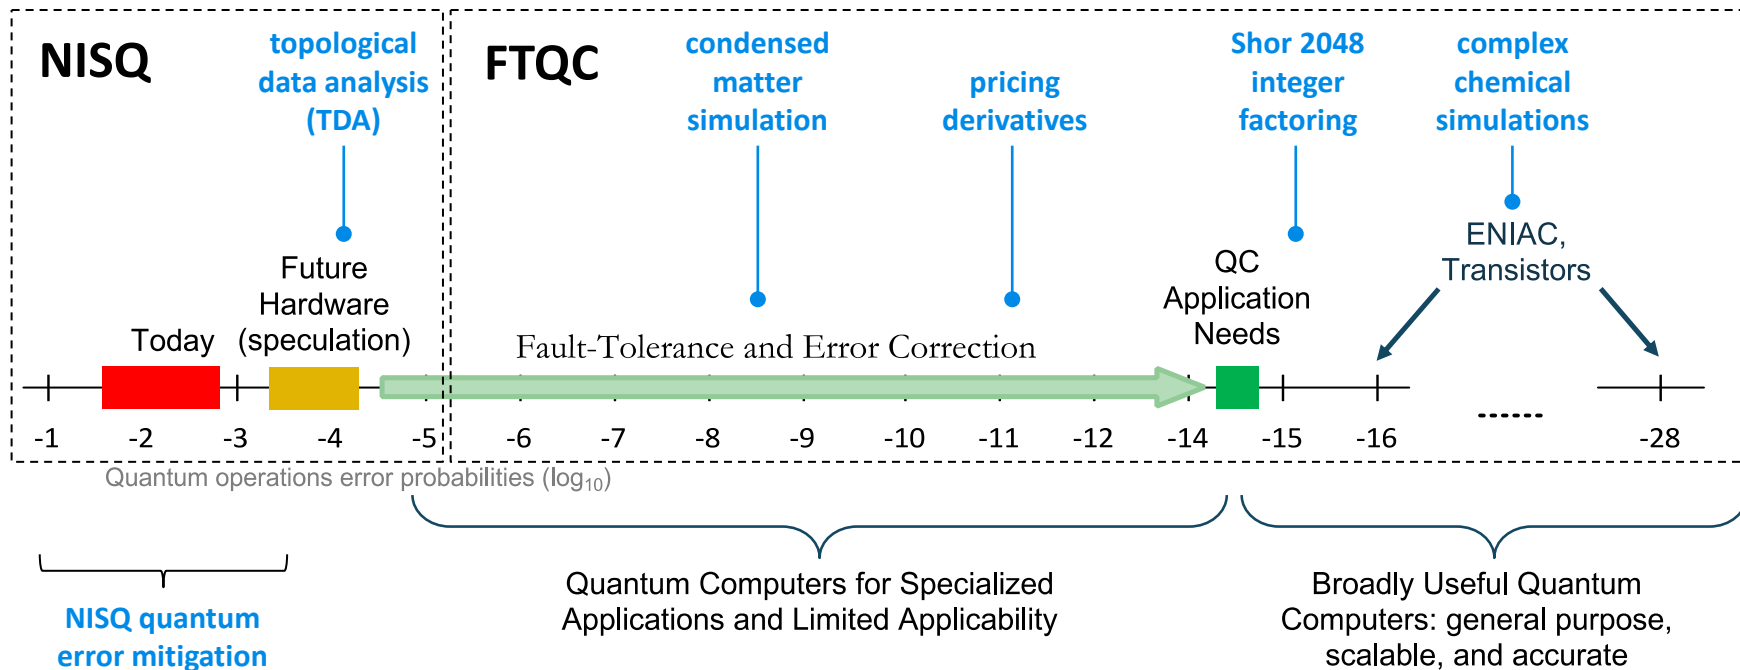 NISQ
topological
data analysis
(TDA)
FTQC
condensed
matter
simulation
pricing
derivatives
Shor 2048
integer
factoring
complex
chemical
simulations
Today
Future
Hardware
(speculation)
Fault-Tolerance and Error Correction
QC
Application
Needs
ENIAC,
Transistors
-1 -2 -3 -4 -5 -6 -7 -8 -9 -10 -11 -12 -14 -15 -16 -28
Quantum operations error probabilities (log10)
NISQ quantum
error mitigation
Quantum Computers for Specialized
Applications and Limited Applicability
Broadly Useful Quantum
Computers: general purpose,
scalable, and accurate